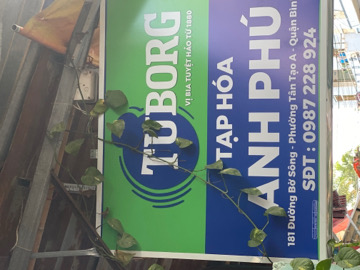 TUBORG
VỊ BIA TUYỆT HẢO TỪ 1880
TẠP HÓA
ANH PHÚ
181 Đường Bờ Sông - Phường Tân Tạo A - Quận Bìn
SĐT : 0987 228 924